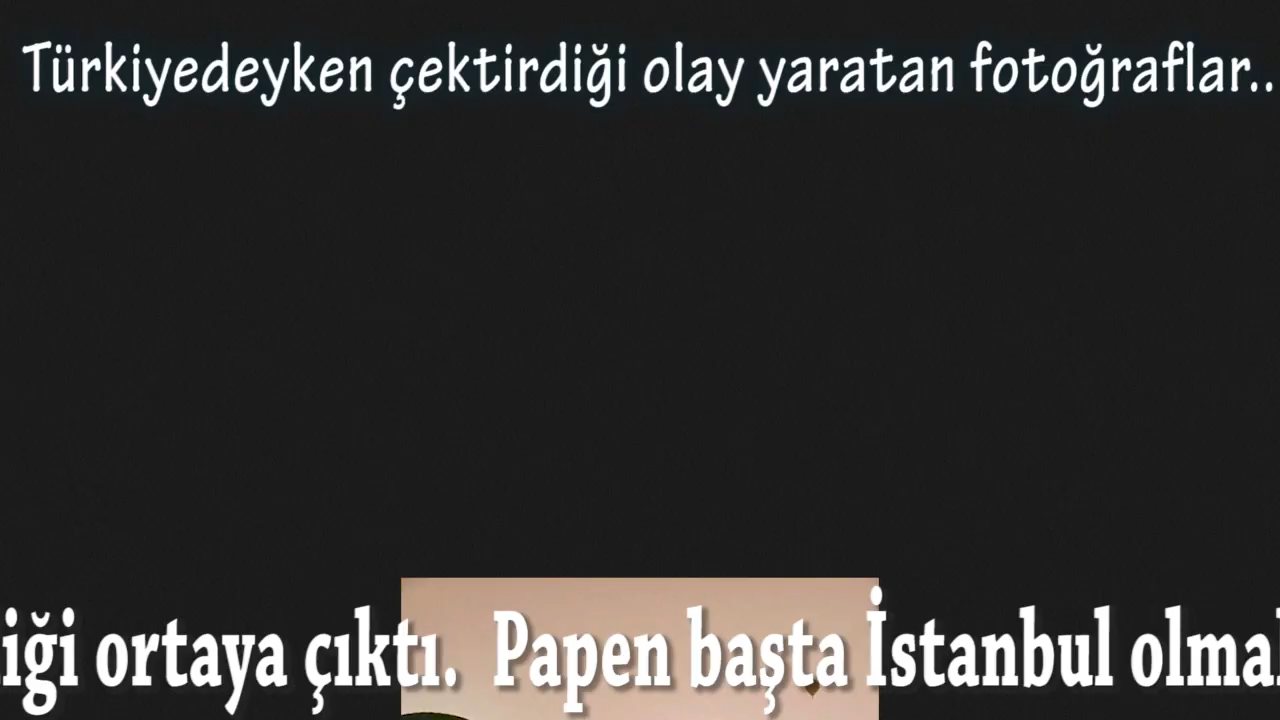 Türkiyedeyken çektirdiği olay yaratan fotoğraflar..
ortaya çıktı. Papen başta İstanbul